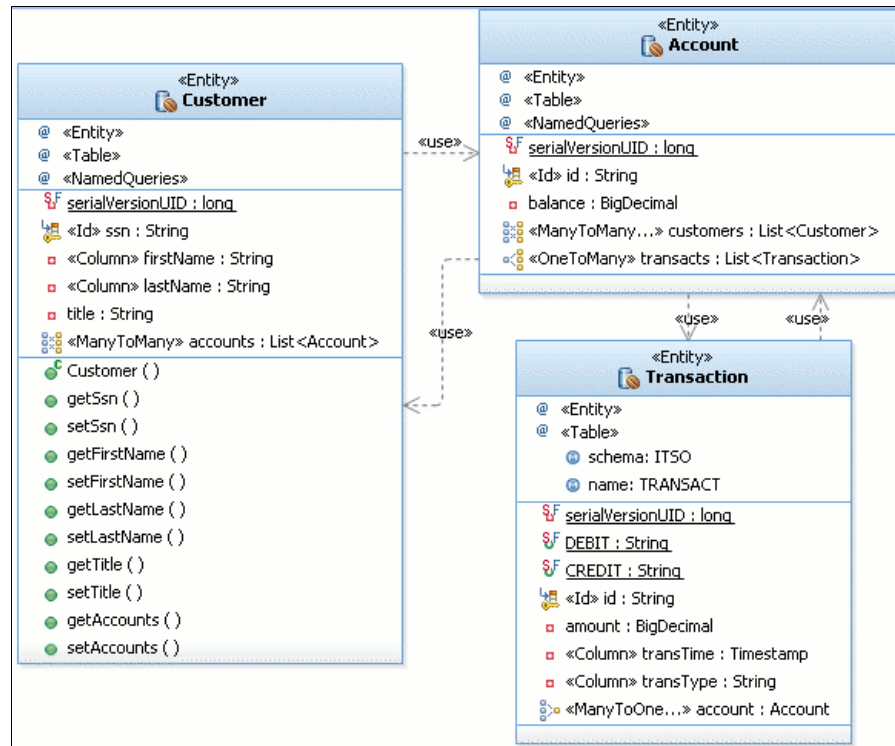 «Entity»
Customer
@ «Entity»
@ «Table»
@ «NamedQueries»
serialVersionUID : long
«Id» ssn : String
«Column» firstName : String
«Column» lastName : String
title : String
«ManyToMany» accounts : List<Account>
Customer ( )
getSsn ( )
setSsn ( )
getFirstName ( )
setFirstName ( )
getLastName ( )
setLastName ( )
getTitle ( )
setTitle ( )
getAccounts ( )
setAccounts ( )
«use»
«use»
«Entity»
Account
@ «Entity»
@ «Table»
@ «NamedQueries»
serialVersionUID : long
«Id» id : String
balance : BigDecimal
«ManyToMany...» customers : List<Customer>
«OneToMany» transacts : List<Transaction>
«use»
«use»
«Entity»
Transaction
@ «Entity»
@ «Table»
schema: ITSO
name: TRANSACT
serialVersionUID : long
DEBIT : String
CREDIT : String
«Id» id : String
amount : BigDecimal
«Column» transTime : Timestamp
«Column» transType : String
«ManyToOne...» account : Account